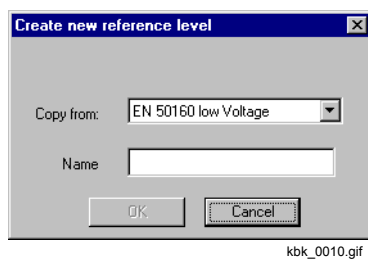 Create new reference level
Copy from: EN 50160 low Voltage
Name
OK Cancel
kbk_0010.gif